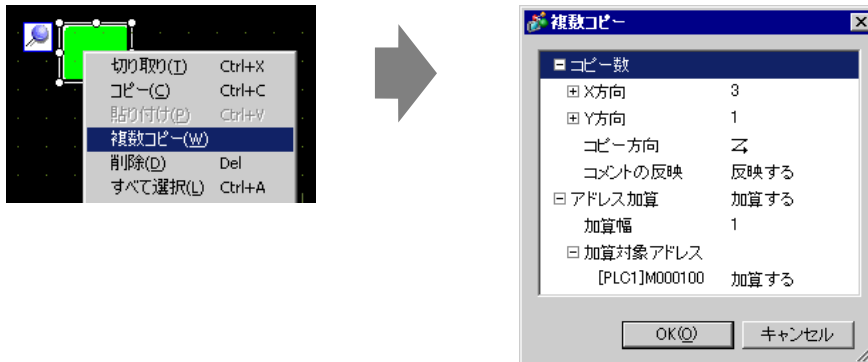 切り取り(T) Ctrl+X
コピー(C) Ctrl+C
貼り付け(P) Ctrl+V
複数コピー(W)
削除(D) Del
すべて選択(L) Ctrl+A
複数コピー
コピー数
X方向 3
Y方向 1
コピー方向
コメントの反映 反映する
アドレス加算 加算する
加算幅 1
加算対象アドレス
[PLC1]M000100 加算する
OK(O) キャンセル